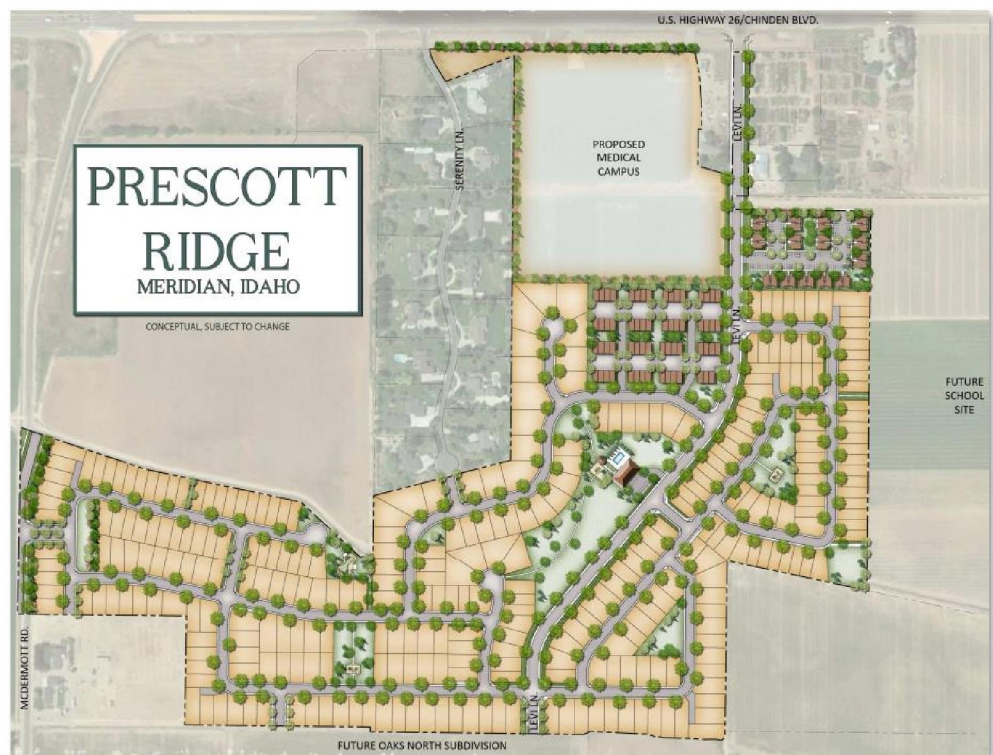 U.S. HIGHWAY 26/CHINDEN BLVD.
LEVI LN.
SERENITY LN.
PROPOSED
MEDICAL
CAMPUS
PRESCOTT
RIDGE
MERIDIAN, IDAHO
CONCEPTUAL, SUBJECT TO CHANGE
LEVI LN.
FUTURE
SCHOOL
SITE
MCDERMOTT RD.
LEVI LN.
FUTURE OAKS NORTH SUBDIVISION